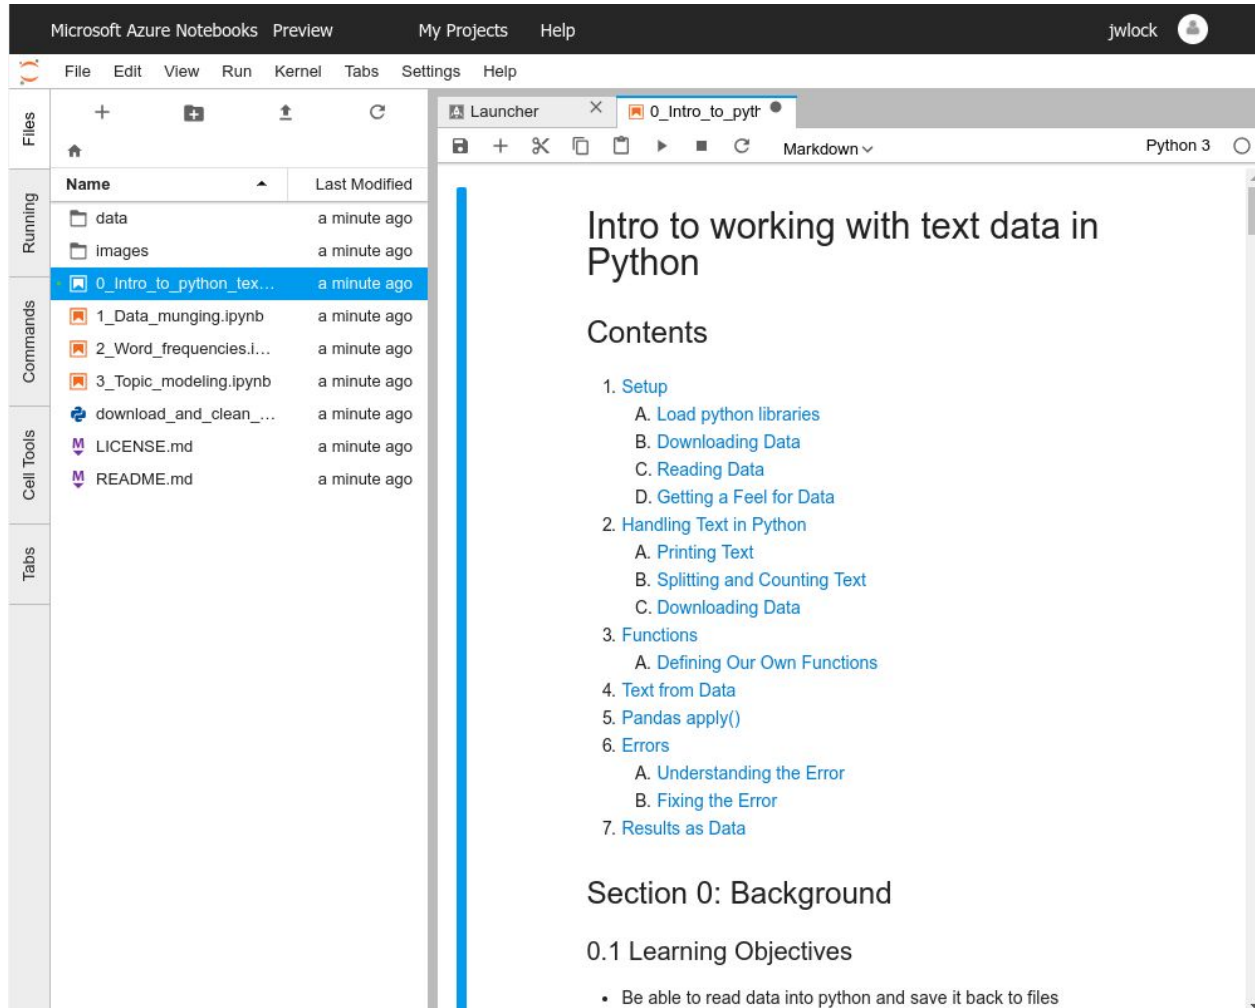 Microsoft Azure Notebooks Preview My Projects Help jwlock
File Edit View Run Kernel Tabs Settings Help
Files
Running
Commands
Cell Tools
Tabs
Name Last Modified
data a minute ago
images a minute ago
0_Intro_to_python_tex... a minute ago
1_Data_munging.ipynb a minute ago
2_Word_frequencies.i... a minute ago
3_Topic_modeling.ipynb a minute ago
download_and_clean_... a minute ago
M LICENSE.md a minute ago
M README.md a minute ago
Launcher 0_Intro_to_pyth
Markdown Python 3
Intro to working with text data in
Python
Contents
1. Setup
A. Load python libraries
B. Downloading Data
C. Reading Data
D. Getting a Feel for Data
2. Handling Text in Python
A. Printing Text
B. Splitting and Counting Text
C. Downloading Data
3. Functions
A. Defining Our Own Functions
4. Text from Data
5. Pandas apply()
6. Errors
A. Understanding the Error
B. Fixing the Error
7. Results as Data
Section 0: Background
0.1 Learning Objectives
• Be able to read data into python and save it back to files